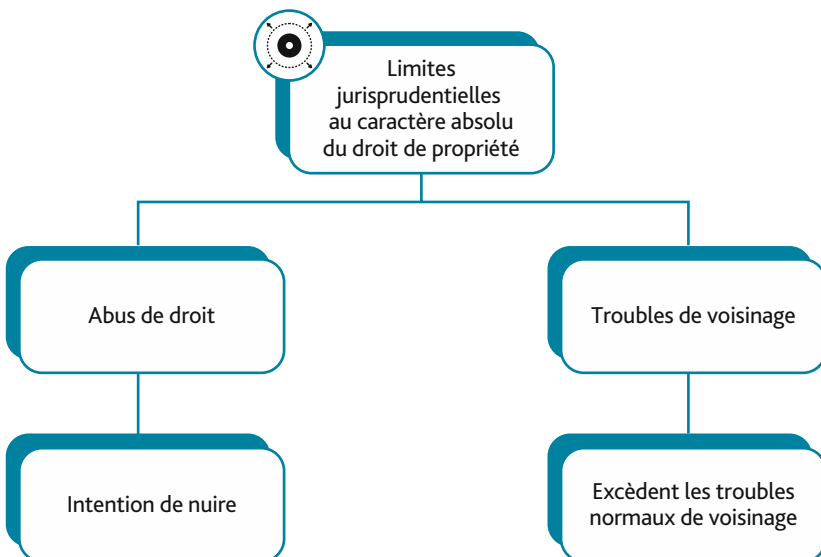 Limites
jurisprudentielles
au caractère absolu
du droit de propriété
Abus de droit
Troubles de voisinage
Intention de nuire
Excèdent les troubles
normaux de voisinage